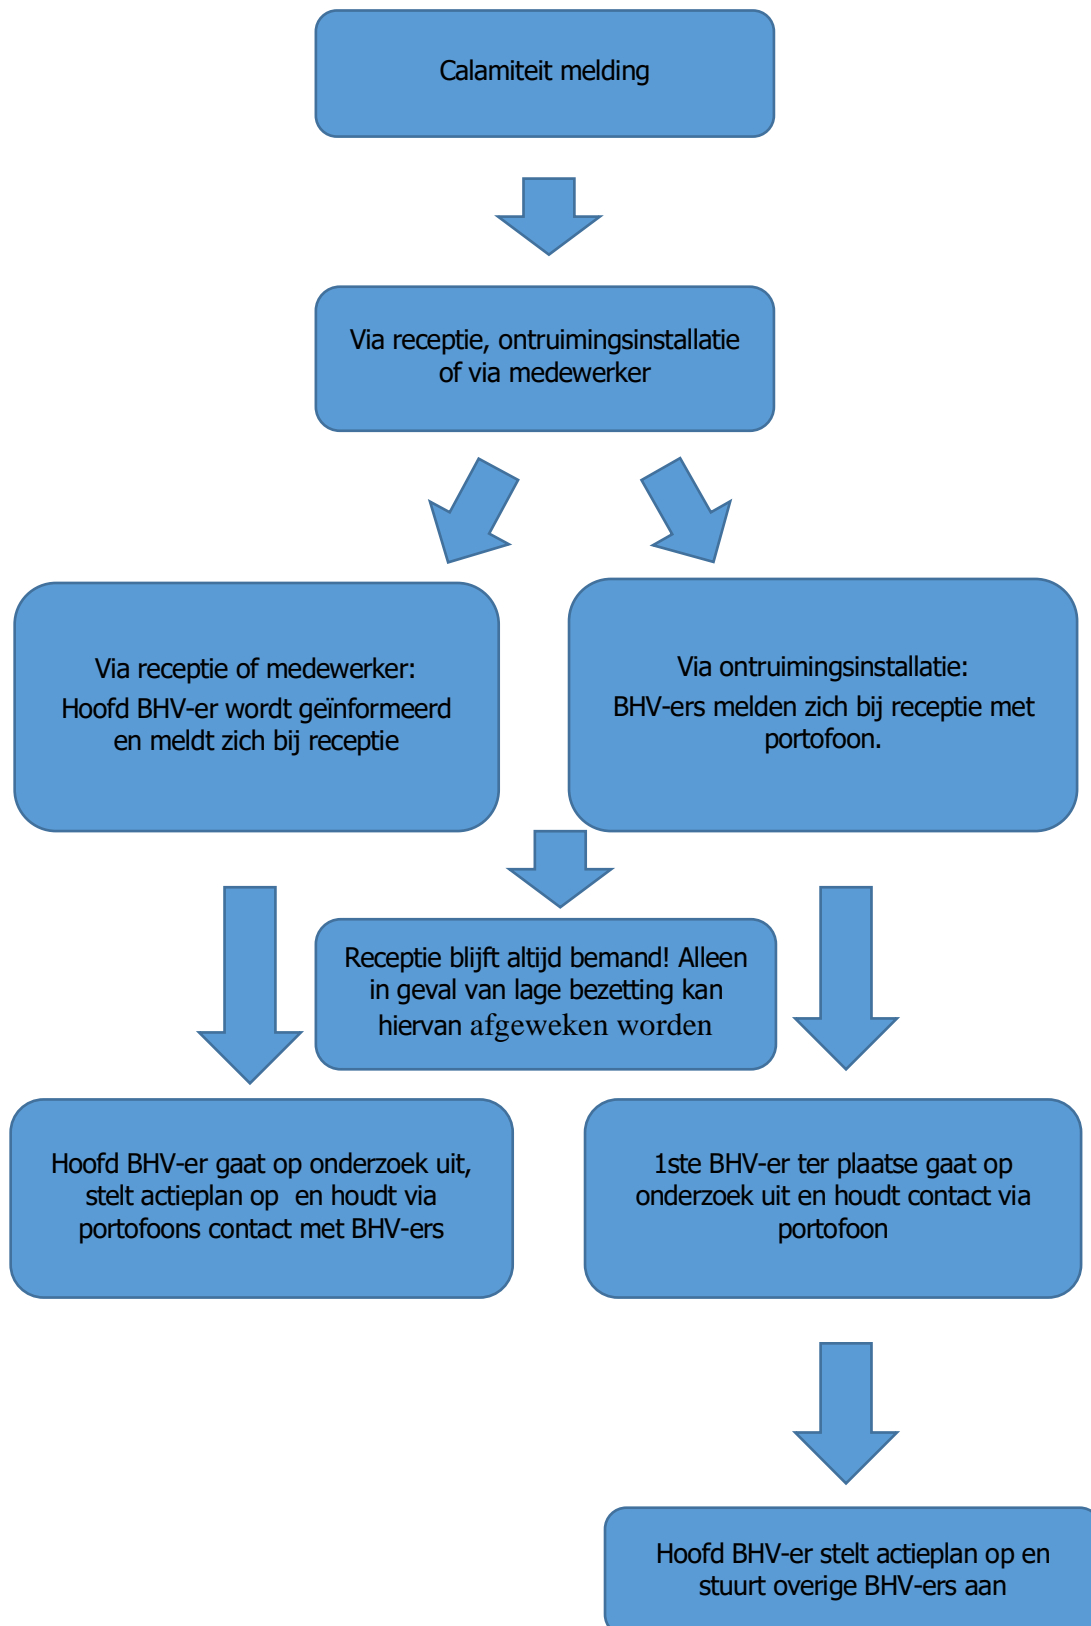 Calamiteit melding
Via receptie, ontruimingsinstallatie
of via medewerker
Via receptie of medewerker:
Hoofd BHV-er wordt geïnformeerd
en meldt zich bij receptie
Via ontruimingsinstallatie:
BHV-ers melden zich bij receptie met
portofoon.
Receptie blijft altijd bemand! Alleen
in geval van lage bezetting kan
hiervan afgeweken worden
Hoofd BHV-er gaat op onderzoek uit,
stelt actieplan op  en houdt via
portofoons contact met BHV-ers
1ste BHV-er ter plaatse gaat op
onderzoek uit en houdt contact via
portofoon
Hoofd BHV-er stelt actieplan op en
stuurt overige BHV-ers aan